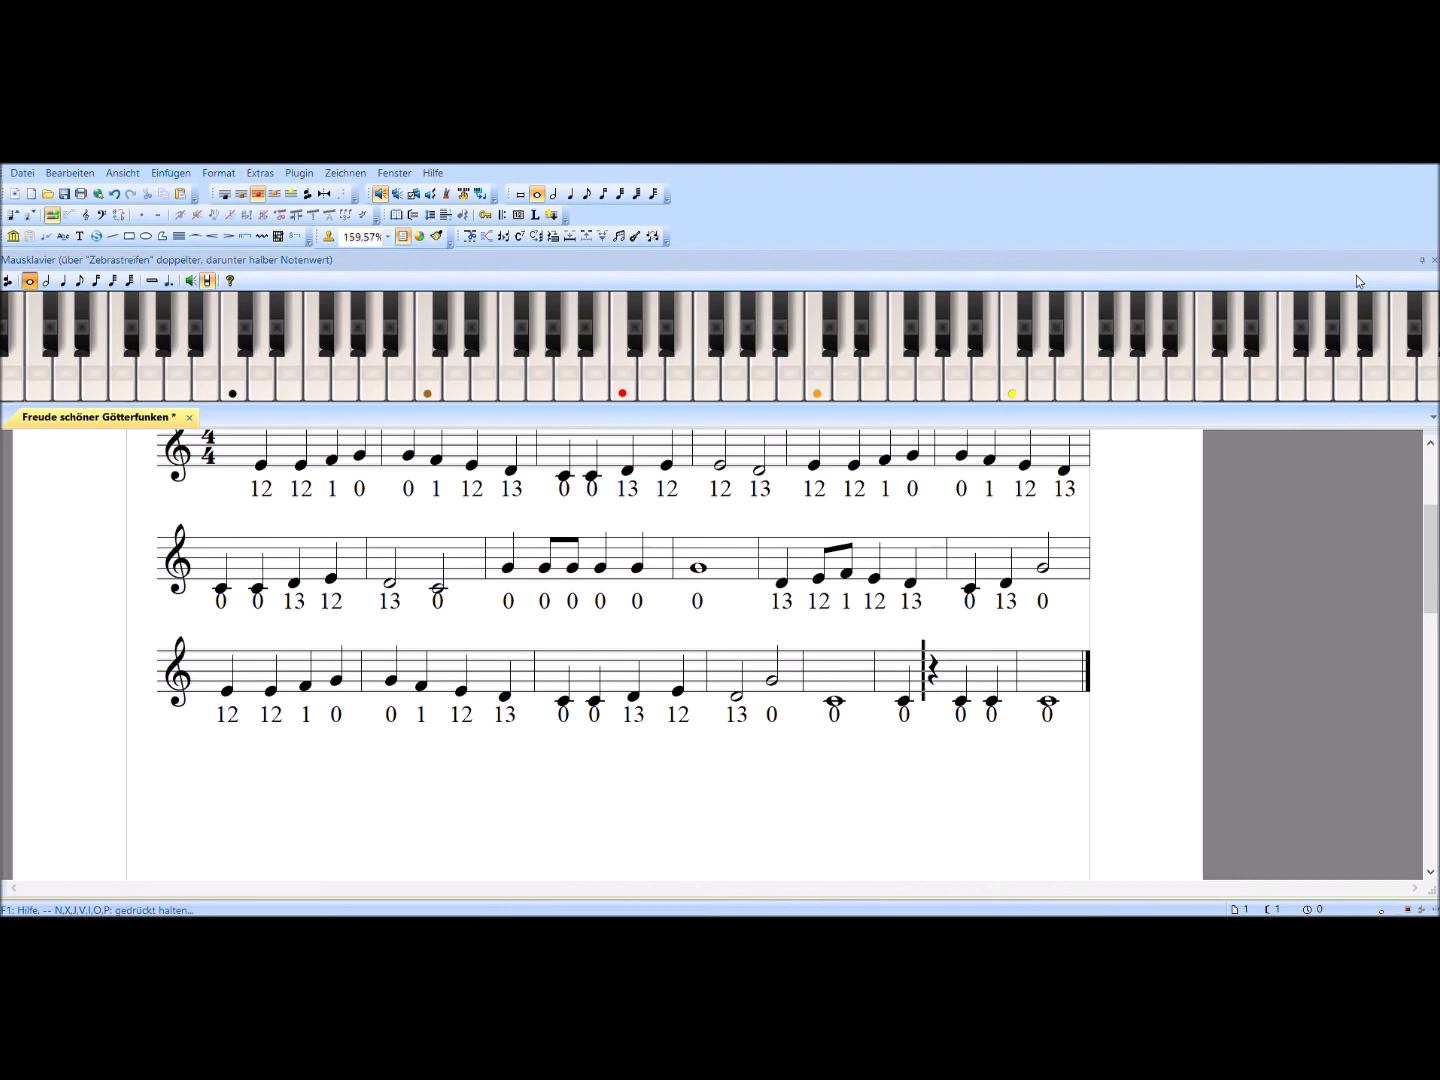 Datei Bearbeiten Ansicht Einfügen Format Extras Plugin Zeichnen Fenster Hilfe
159,57%
Mausklavier (über "Zebrastreifen" doppelter, darunter halber Notenwert)
Freude schöner Götterfunken *
4
4
12 12 1 0 0 1 12 13 0 0 13 12 12 13 12 12 1 0 0 1 12 13
0 0 13 12 13 0 0 0 0 0 0 0 13 12 1 12 13 0 13 0
12 12 1 0 0 1 12 13 0 0 13 12 13 0 0 0 0 0 0
F1: Hilfe. -- N,X,J,V,I,O,P: gedrückt halten... 1 1 0